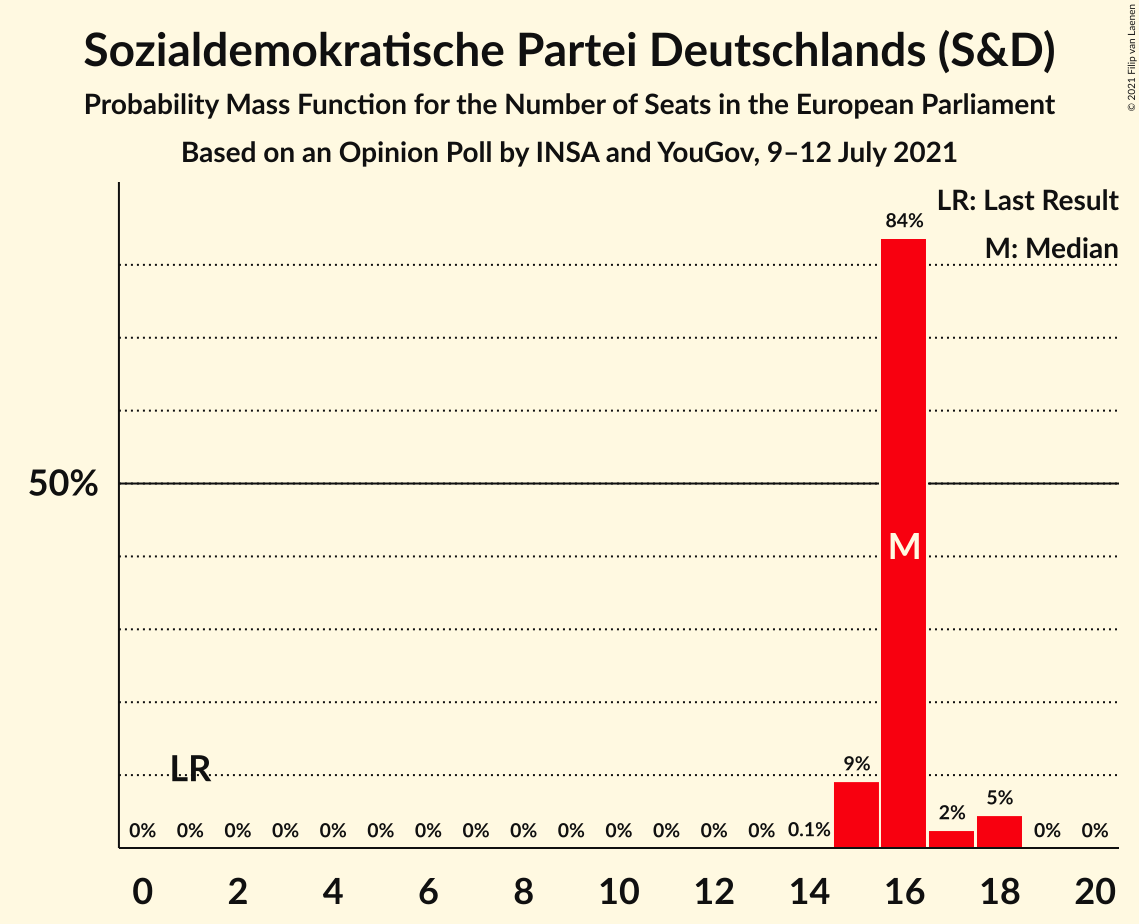 Sozialdemokratische Partei Deutschlands (S&D)
Probability Mass Function for the Number of Seats in the European Parliament
Based on an Opinion Poll by INSA and YouGov, 9–12 July 2021
© 2021 Filip van Laenen
LR: Last Result
M: Median
84%
50%
M
LR
9%
5%
2%
0% 0% 0% 0% 0% 0% 0% 0% 0% 0% 0% 0% 0% 0% 0.1% 0% 0%
0 2 4 6 8 10 12 14 16 18 20